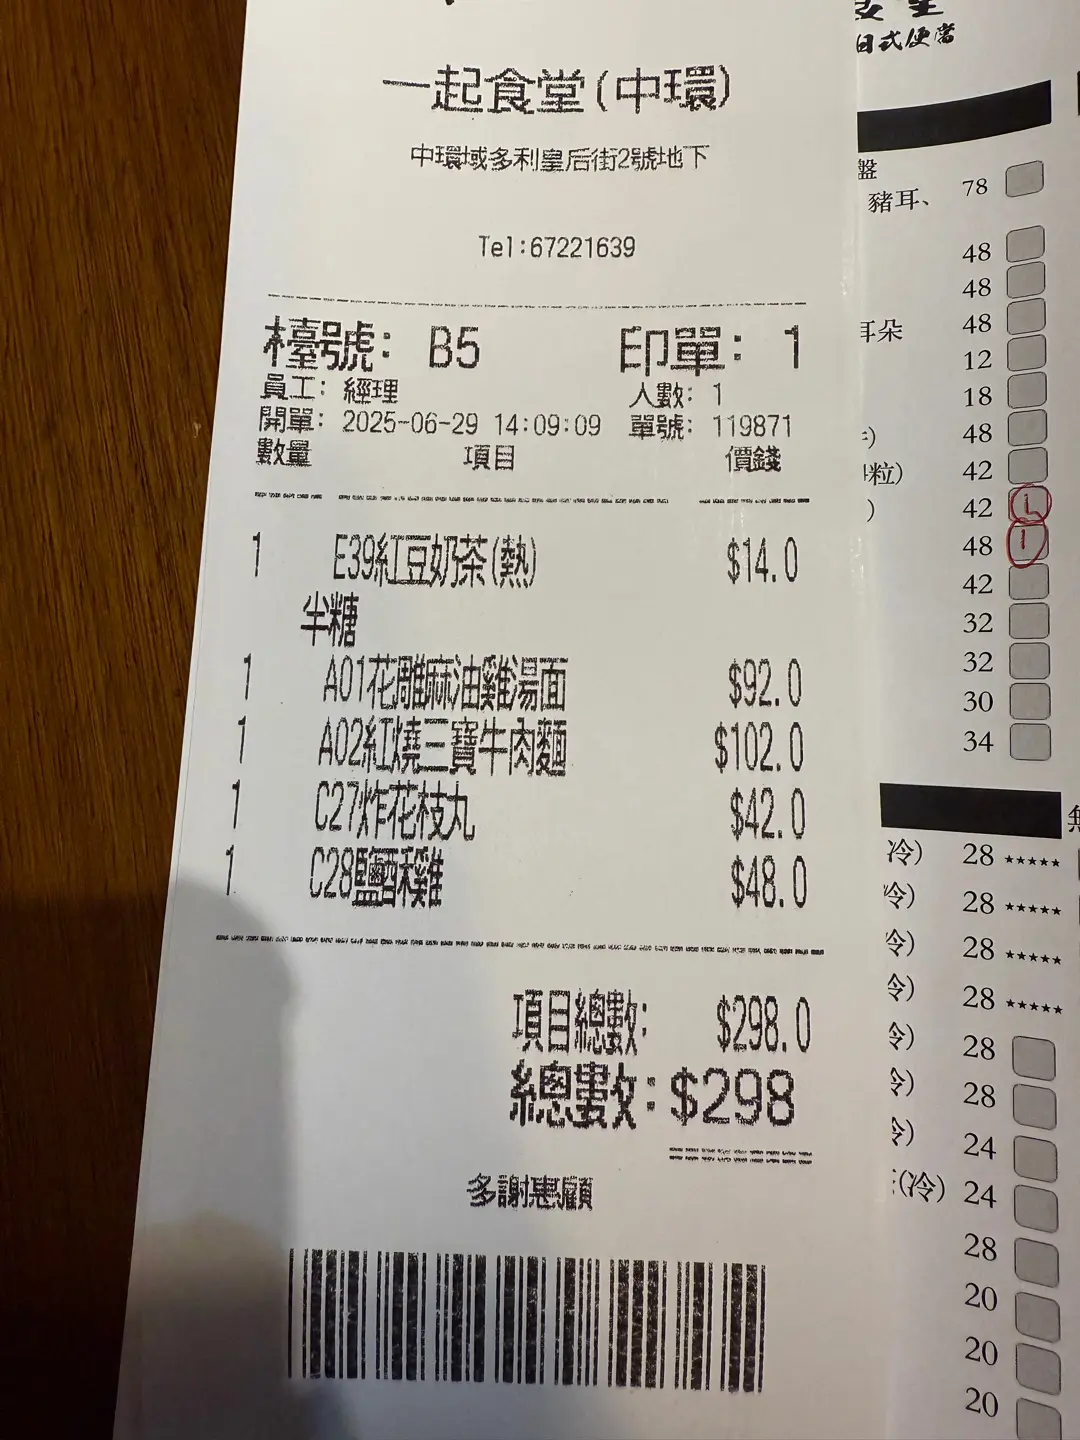 一起食堂(中環)
中環域多利皇后街2號地下
Tel:67221639
檯號: B5 印單: 1
員工: 經理 人數: 1
開單: 2025-06-29 14:09:09 單號: 119871
數量 項目 價錢
1 E39紅豆奶茶(熱) $14.0
半糖
1 A01花雕麻油雞湯面 $92.0
1 A02紅燒三寶牛肉麵 $102.0
1 C27炸花枝丸 $42.0
1 C28鹽酥雞 $48.0
項目總數: $298.0
總數: $298
多謝惠顧
日式便當
盤
豬耳、 78
48
48
耳朵 48
12
18
48
粒) 42
) 42
48
42
32
32
30
34
冷) 28 ★★★★★
冷) 28 ★★★★★
令) 28 ★★★★★
令) 28 ★★★★★
令) 28
令) 28
令) 24
(冷) 24
28
20
20
20